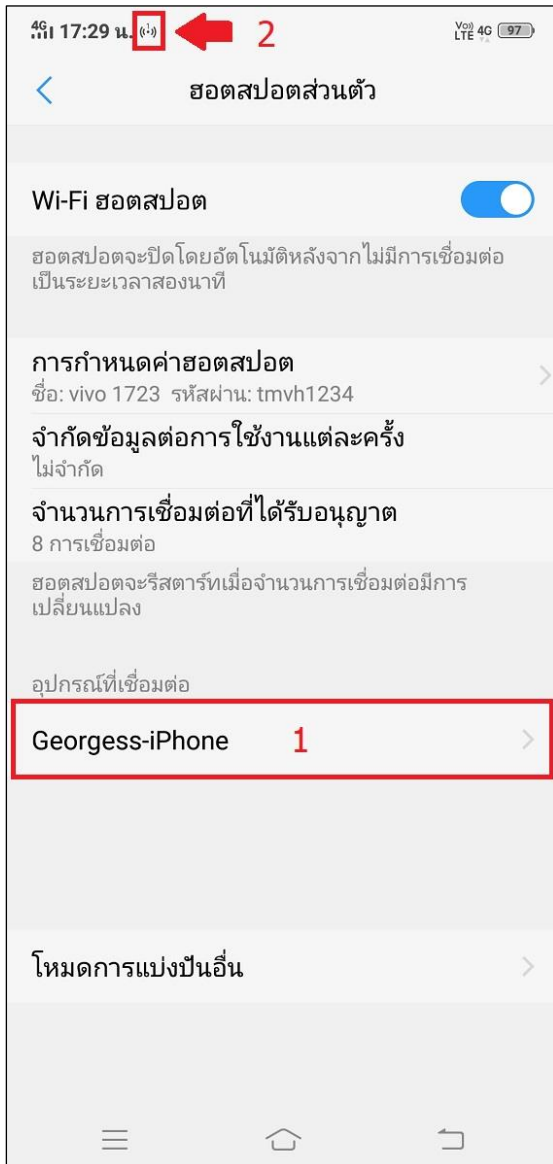 4G 17:29 น. 2 Vo)) LTE 4G 97
ฮอตสปอตส่วนตัว
Wi-Fi ฮอตสปอต
ฮอตสปอตจะปิดโดยอัตโนมัติหลังจากไม่มีการเชื่อมต่อ
เป็นระยะเวลาสองนาที
การกำหนดค่าฮอตสปอต
ชื่อ: vivo 1723 รหัสผ่าน: tmvh1234
จำกัดข้อมูลต่อการใช้งานแต่ละครั้ง
ไม่จำกัด
จำนวนการเชื่อมต่อที่ได้รับอนุญาต
8 การเชื่อมต่อ
ฮอตสปอตจะรีสตาร์ทเมื่อจำนวนการเชื่อมต่อมีการ
เปลี่ยนแปลง
อุปกรณ์ที่เชื่อมต่อ
Georgess-iPhone 1
โหมดการแบ่งปันอื่น